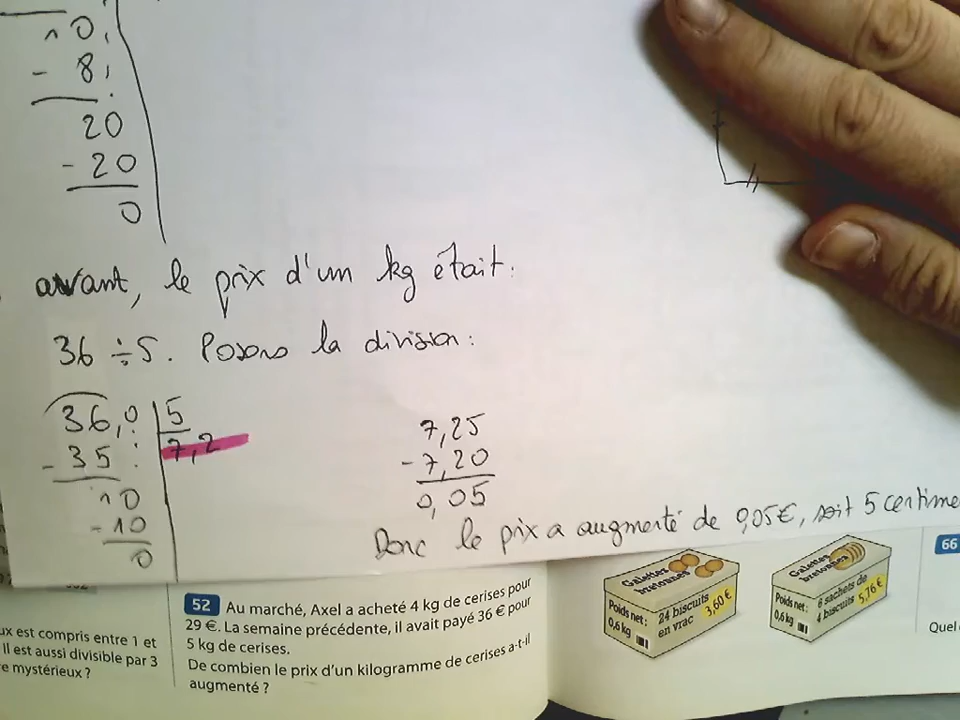 10
- 8
20
- 20
0
avant, le prix d'un kg était:
36 ÷ 5. Posons la division:
36,0 | 5
- 35 7,2
10
- 10
0
7,25
- 7,20
0,05
Donc le prix a augmenté de 0,05€, soit 5 centime
ux est compris entre 1 et
Il est aussi divisible par 3
e mystérieux ?
52 Au marché, Axel a acheté 4 kg de cerises pour
29 €. La semaine précédente, il avait payé 36 € pour
5 kg de cerises.
De combien le prix d'un kilogramme de cerises a-t-il
augmenté ?
Galettes
bretonnes
Poids net :
0,6 kg
24 biscuits
en vrac
3,60 €
Galettes
bretonnes
Poids net :
0,6 kg
6 sachets de
4 biscuits
5,76 €
66
Quel